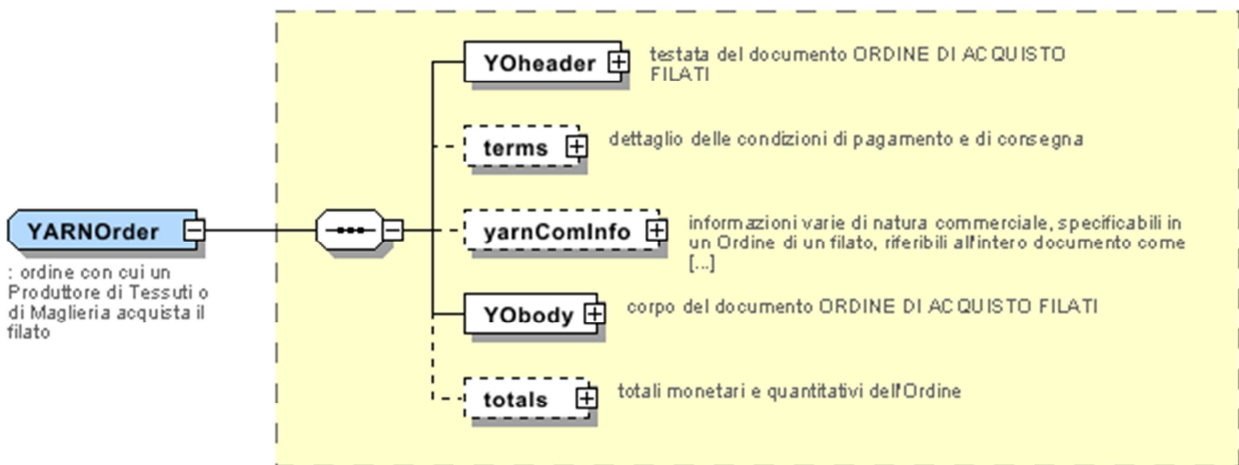 YOheader
testata del documento ORDINE DI ACQUISTO
FILATI
terms
dettaglio delle condizioni di pagamento e di consegna
YARNOrder
: ordine con cui un
Produttore di Tessuti o
di Maglieria acquista il
filato
yarnComInfo
informazioni varie di natura commerciale, specificabili in
un Ordine di un filato, riferibili all'intero documento come
[...]
YObody
corpo del documento ORDINE DI ACQUISTO FILATI
totals
totali monetari e quantitativi dell'Ordine